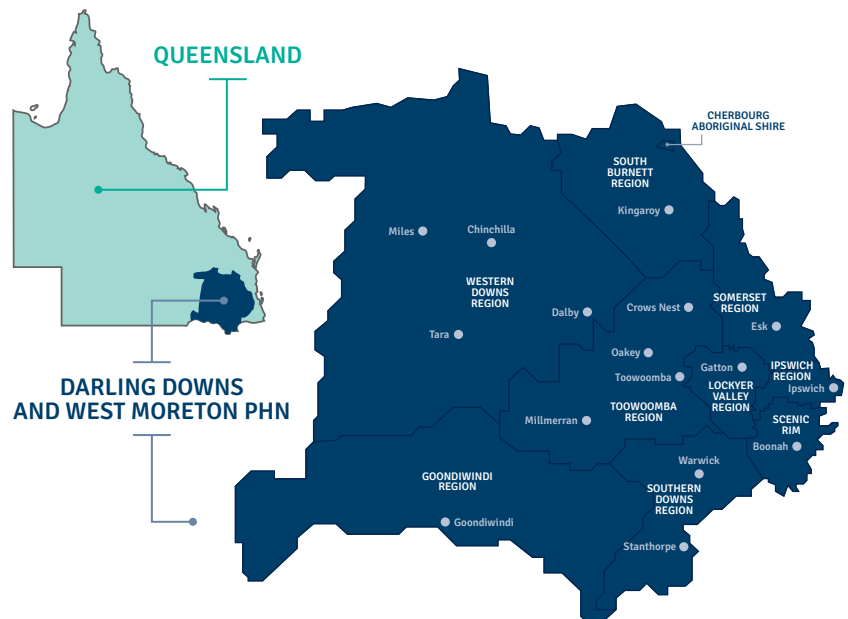 QUEENSLAND
DARLING DOWNS
AND WEST MORETON PHN
CHERBOURG
ABORIGINAL SHIRE
SOUTH
BURNETT
REGION
Kingaroy
Miles
Chinchilla
WESTERN
DOWNS
REGION
Dalby
Tara
Crows Nest
SOMERSET
REGION
Esk
Oakey
Toowoomba
Gatton
LOCKYER
VALLEY
REGION
IPSWICH
REGION
Ipswich
Millmerran
TOOWOOMBA
REGION
SCENIC
RIM
Boonah
GOONDIWINDI
REGION
Goondiwindi
Warwick
SOUTHERN
DOWNS
REGION
Stanthorpe